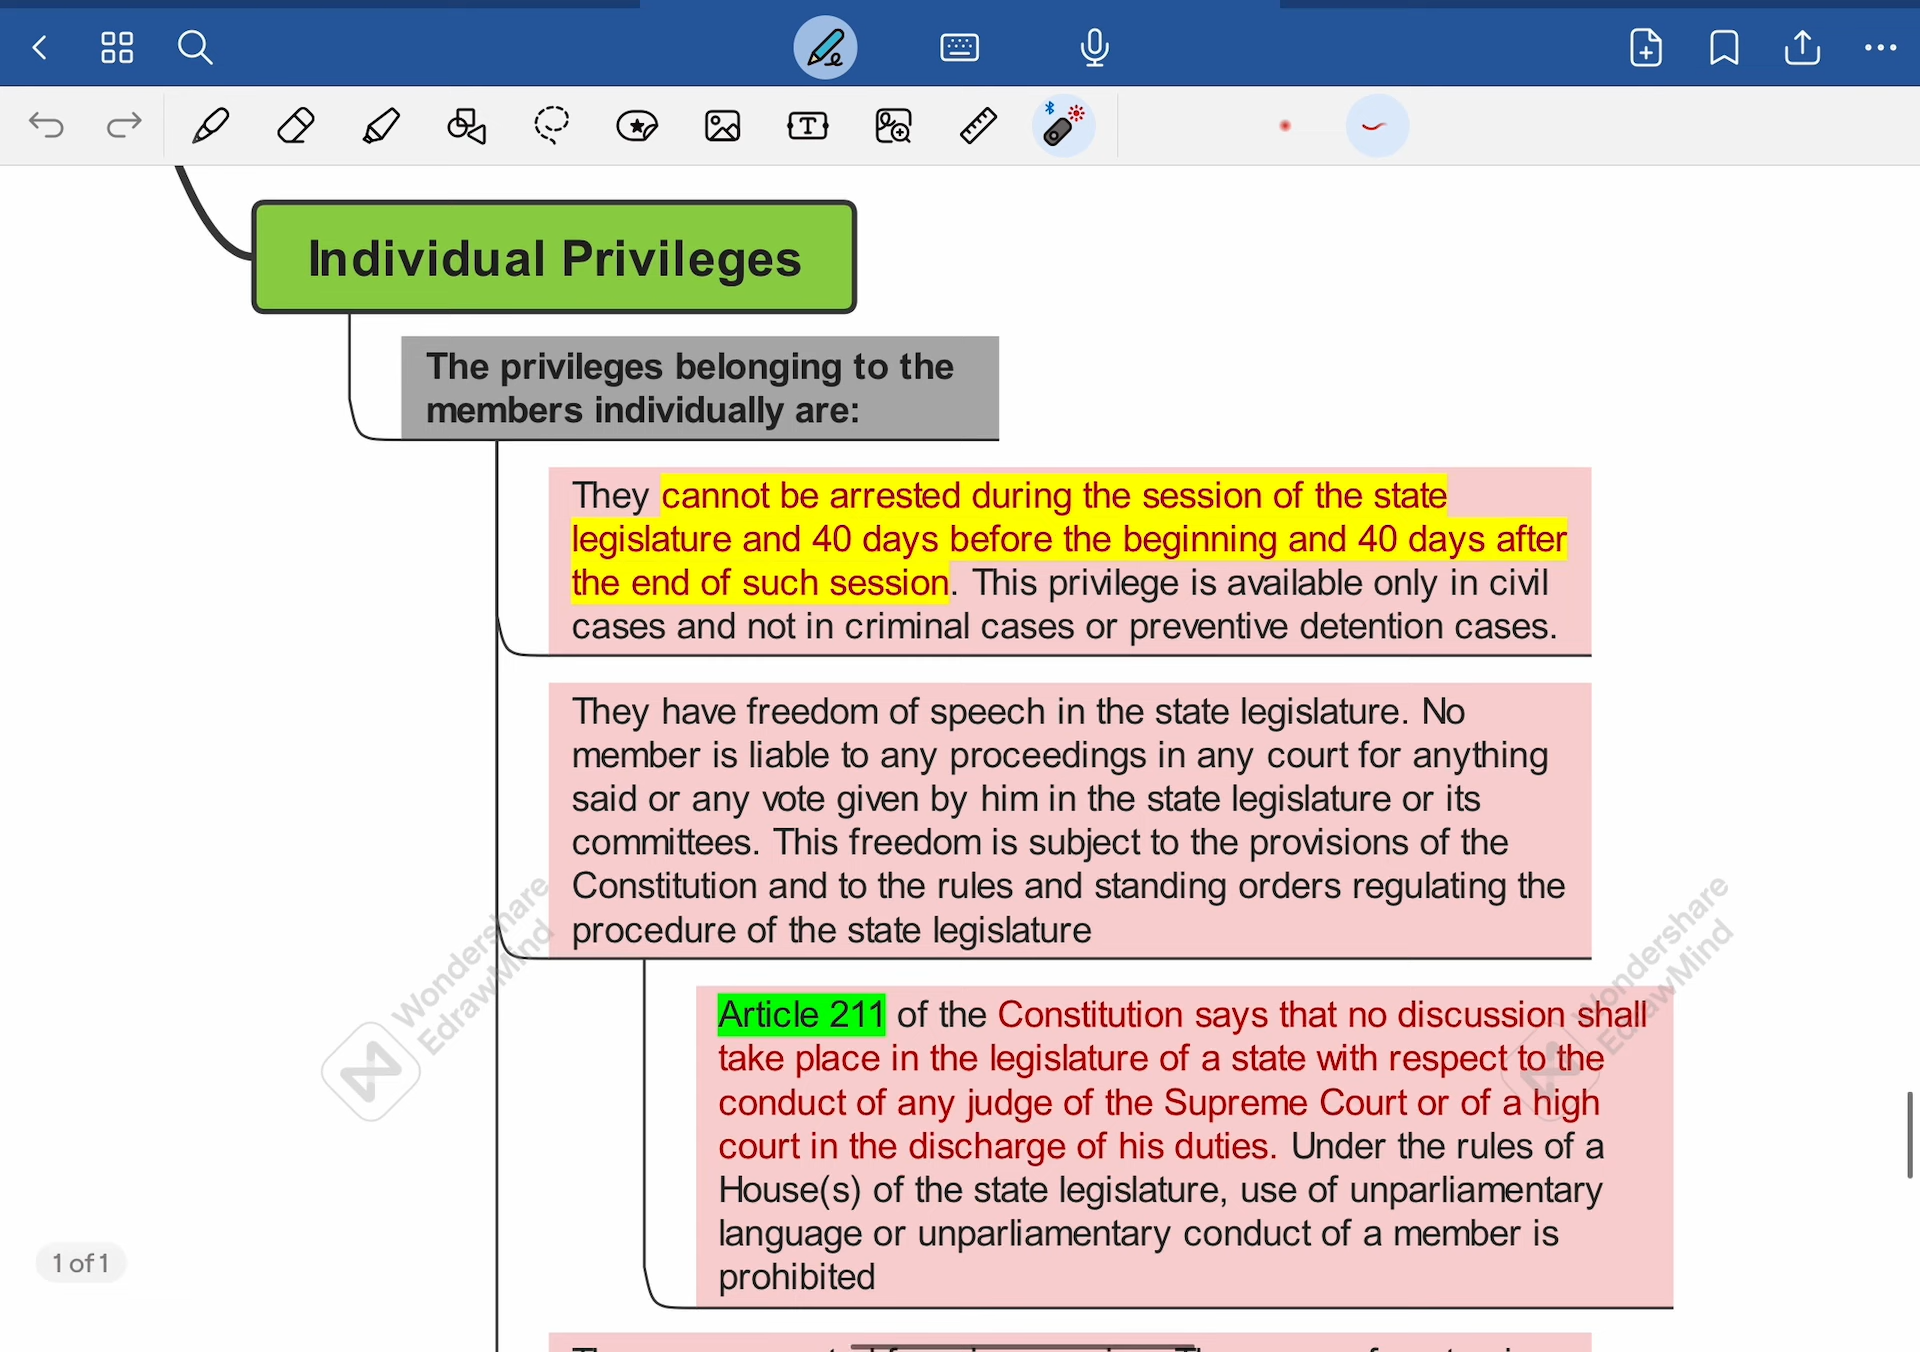 Individual Privileges
The privileges belonging to the
members individually are:
They cannot be arrested during the session of the state
legislature and 40 days before the beginning and 40 days after
the end of such session. This privilege is available only in civil
cases and not in criminal cases or preventive detention cases.
They have freedom of speech in the state legislature. No
member is liable to any proceedings in any court for anything
said or any vote given by him in the state legislature or its
committees. This freedom is subject to the provisions of the
Constitution and to the rules and standing orders regulating the
procedure of the state legislature
Wondershare
EdrawMind
Wondershare
EdrawMind
Article 211 of the Constitution says that no discussion shall
take place in the legislature of a state with respect to the
conduct of any judge of the Supreme Court or of a high
court in the discharge of his duties. Under the rules of a
House(s) of the state legislature, use of unparliamentary
language or unparliamentary conduct of a member is
prohibited
1 of 1